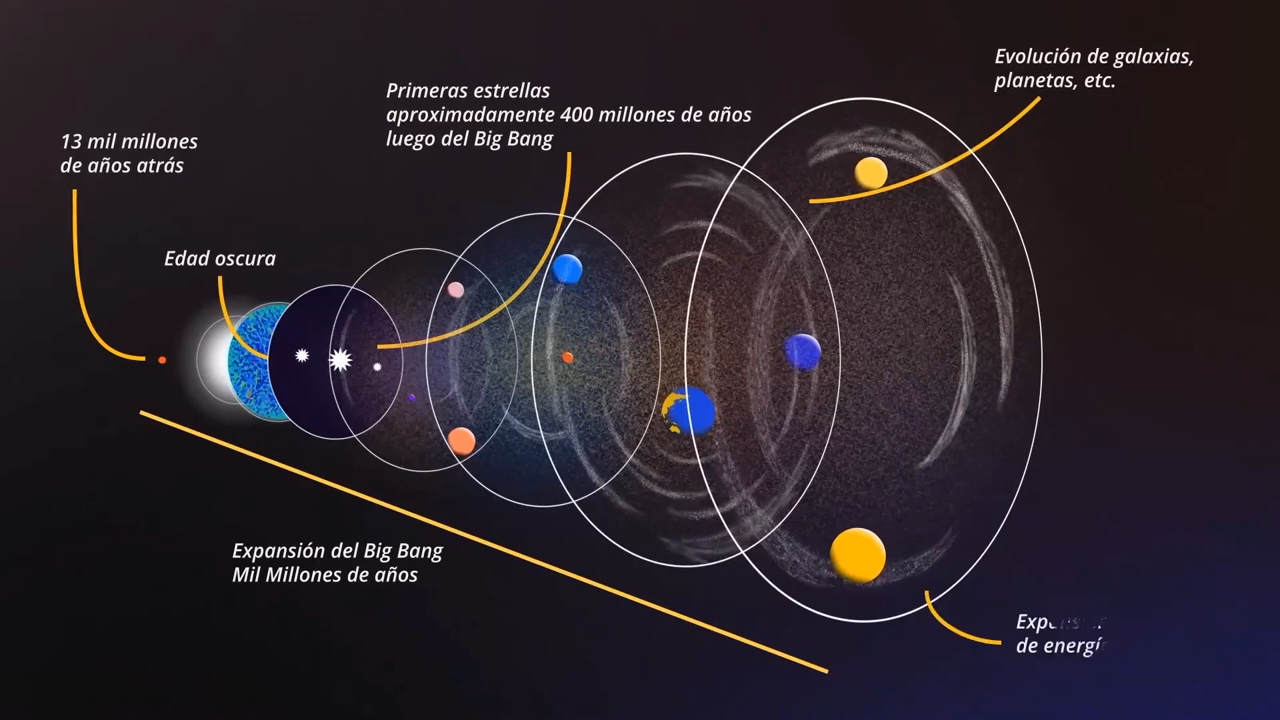 Evolución de galaxias,
planetas, etc.
Primeras estrellas
aproximadamente 400 millones de años
luego del Big Bang
13 mil millones
de años atrás
Edad oscura
Expansión del Big Bang
Mil Millones de años
de